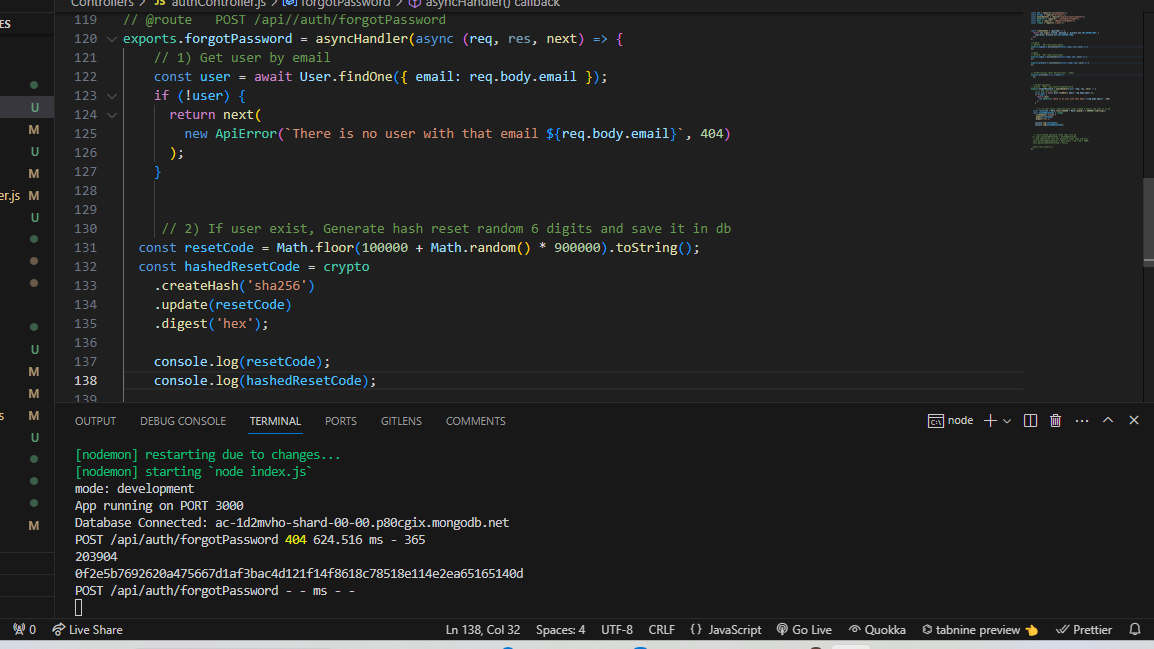 Controllers > JS authController.js > forgotPassword > asyncHandler() callback
ES
119 // @route   POST /api//auth/forgotPassword
120 exports.forgotPassword = asyncHandler(async (req, res, next) => {
121 // 1) Get user by email
122 const user = await User.findOne({ email: req.body.email });
123 if (!user) {
124 return next(
125 new ApiError(`There is no user with that email ${req.body.email}`, 404)
126 );
127 }
128
129
130 // 2) If user exist, Generate hash reset random 6 digits and save it in db
131 const resetCode = Math.floor(100000 + Math.random() * 900000).toString();
132 const hashedResetCode = crypto
133 .createHash('sha256')
134 .update(resetCode)
135 .digest('hex');
136
137 console.log(resetCode);
138 console.log(hashedResetCode);
139
U
M
U
M
er.js M
U
U
M
M
s M
U
M
OUTPUT DEBUG CONSOLE TERMINAL PORTS GITLENS COMMENTS node
[nodemon] restarting due to changes...
[nodemon] starting `node index.js`
mode: development
App running on PORT 3000
Database Connected: ac-1d2mvho-shard-00-00.p80cgix.mongodb.net
POST /api/auth/forgotPassword 404 624.516 ms - 365
203904
0f2e5b7692620a475667d1af3bac4d121f14f8618c78518e114e2ea65165140d
POST /api/auth/forgotPassword - - ms - -
0 Live Share Ln 138, Col 32 Spaces: 4 UTF-8 CRLF {} JavaScript Go Live Quokka tabnine preview 👈 Prettier